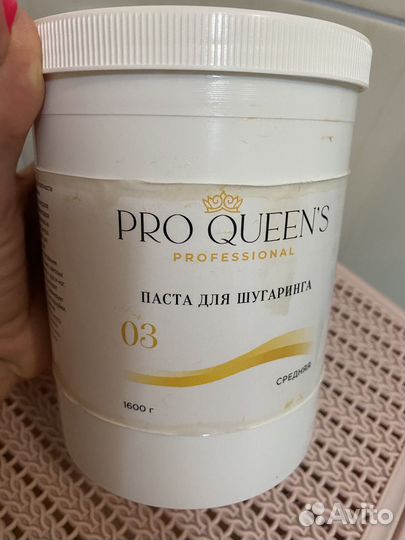 PRO QUEEN'S
PROFESSIONAL
ПАСТА ДЛЯ ШУГАРИНГА
03
СРЕДНЯЯ
1600 г
Avito